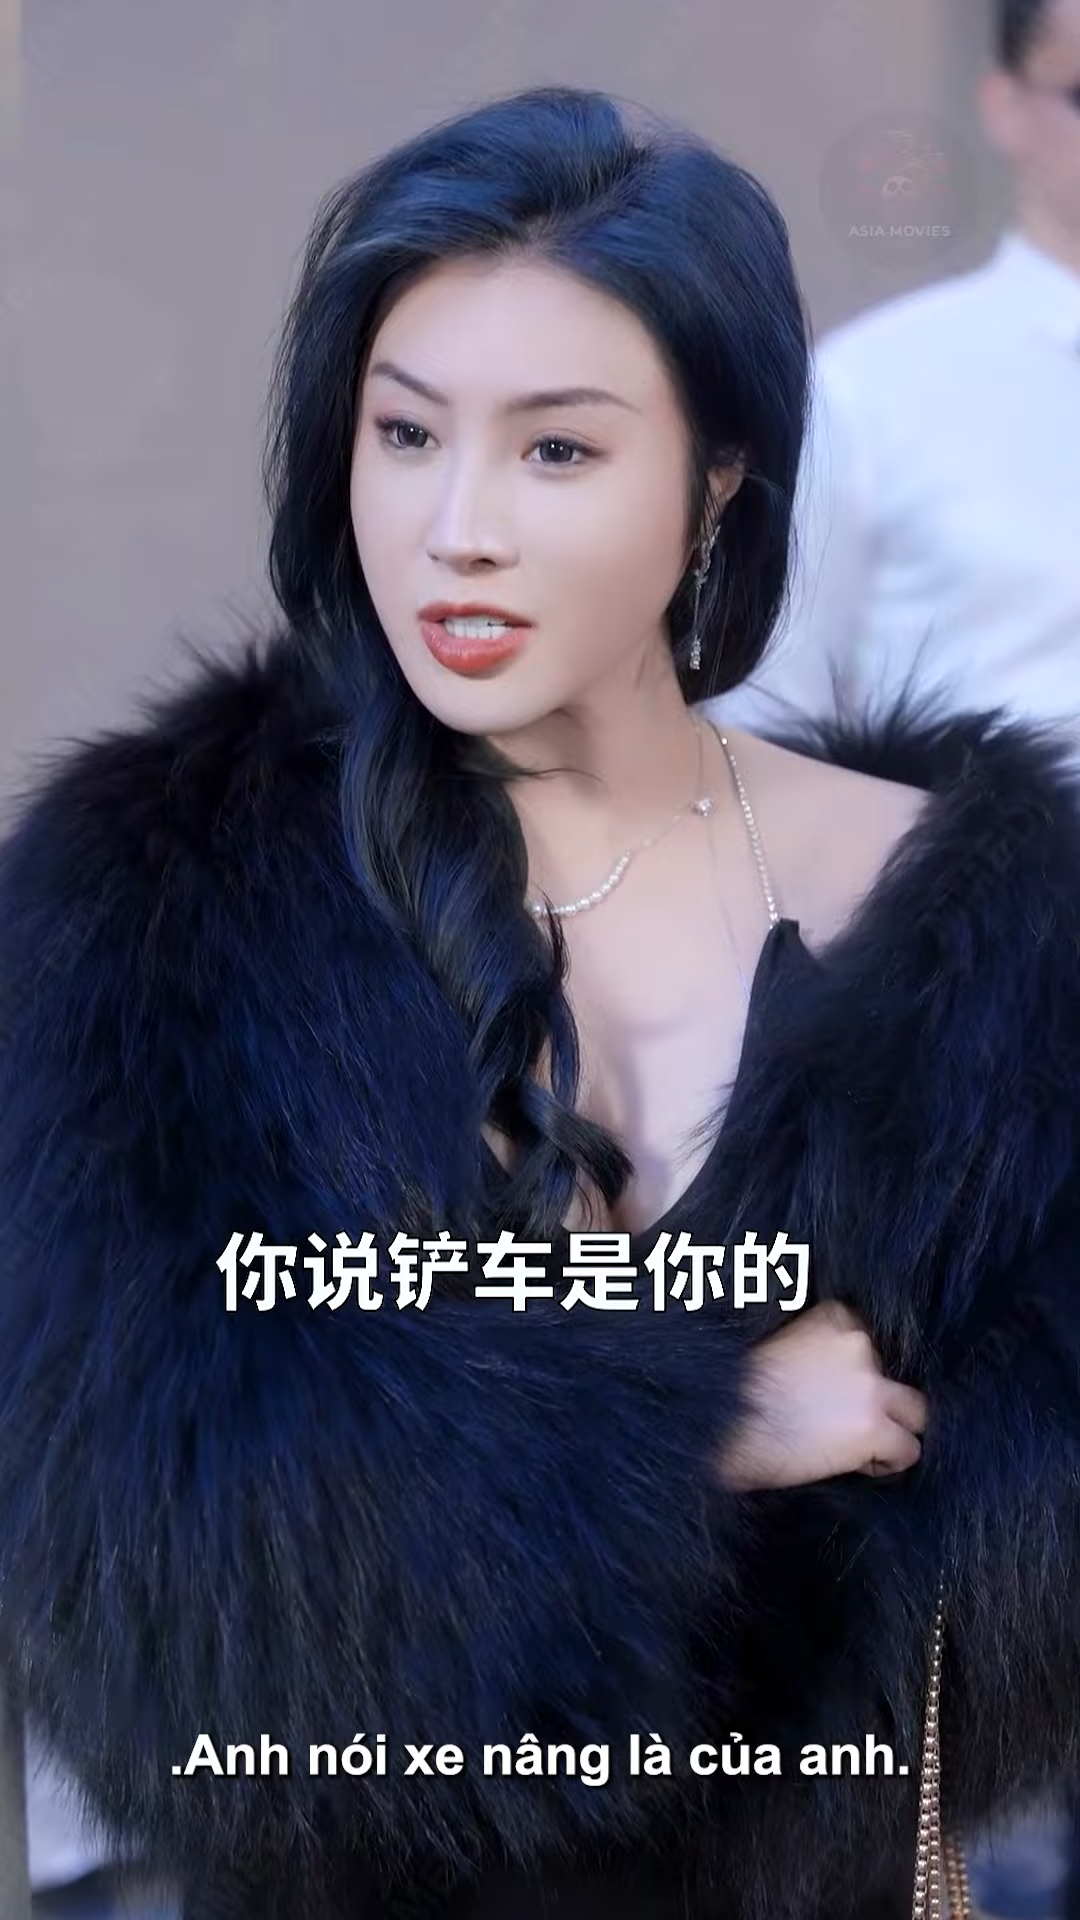 ASIA MOVIES
你说铲车是你的
.Anh nói xe nâng là của anh.